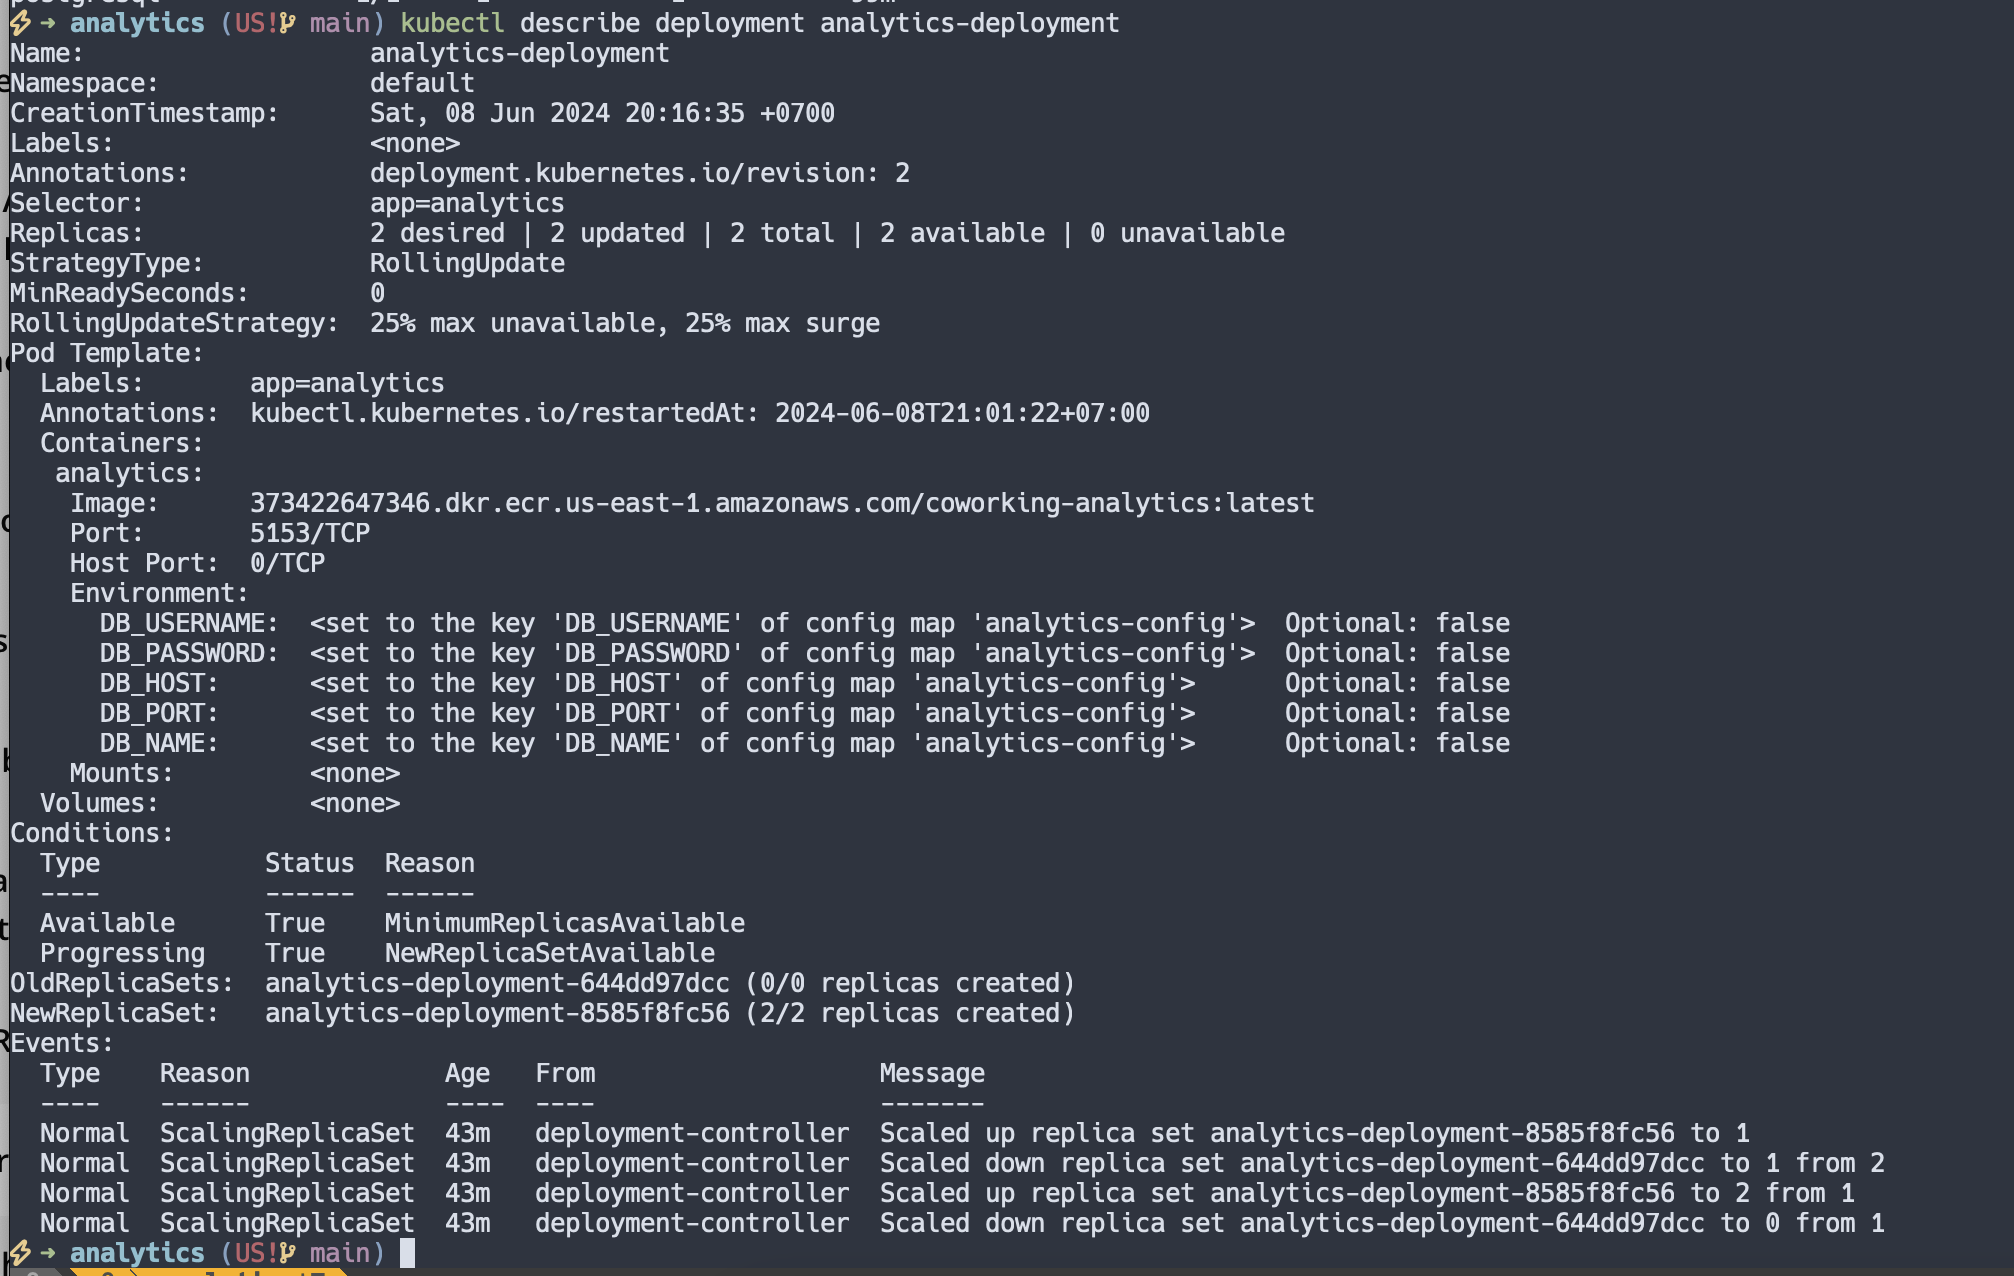 ⚡ ➜ analytics (US! main) kubectl describe deployment analytics-deployment
Name:                   analytics-deployment
Namespace:              default
CreationTimestamp:      Sat, 08 Jun 2024 20:16:35 +0700
Labels:                 <none>
Annotations:            deployment.kubernetes.io/revision: 2
Selector:               app=analytics
Replicas:               2 desired | 2 updated | 2 total | 2 available | 0 unavailable
StrategyType:           RollingUpdate
MinReadySeconds:        0
RollingUpdateStrategy:  25% max unavailable, 25% max surge
Pod Template:
  Labels:       app=analytics
  Annotations:  kubectl.kubernetes.io/restartedAt: 2024-06-08T21:01:22+07:00
  Containers:
   analytics:
    Image:      373422647346.dkr.ecr.us-east-1.amazonaws.com/coworking-analytics:latest
    Port:       5153/TCP
    Host Port:  0/TCP
    Environment:
      DB_USERNAME:  <set to the key 'DB_USERNAME' of config map 'analytics-config'>  Optional: false
      DB_PASSWORD:  <set to the key 'DB_PASSWORD' of config map 'analytics-config'>  Optional: false
      DB_HOST:      <set to the key 'DB_HOST' of config map 'analytics-config'>      Optional: false
      DB_PORT:      <set to the key 'DB_PORT' of config map 'analytics-config'>      Optional: false
      DB_NAME:      <set to the key 'DB_NAME' of config map 'analytics-config'>      Optional: false
    Mounts:         <none>
  Volumes:          <none>
Conditions:
  Type           Status  Reason
  ----           ------  ------
  Available      True    MinimumReplicasAvailable
  Progressing    True    NewReplicaSetAvailable
OldReplicaSets:  analytics-deployment-644dd97dcc (0/0 replicas created)
NewReplicaSet:   analytics-deployment-8585f8fc56 (2/2 replicas created)
Events:
  Type    Reason             Age   From                   Message
  ----    ------             ----  ----                   -------
  Normal  ScalingReplicaSet  43m   deployment-controller  Scaled up replica set analytics-deployment-8585f8fc56 to 1
  Normal  ScalingReplicaSet  43m   deployment-controller  Scaled down replica set analytics-deployment-644dd97dcc to 1 from 2
  Normal  ScalingReplicaSet  43m   deployment-controller  Scaled up replica set analytics-deployment-8585f8fc56 to 2 from 1
  Normal  ScalingReplicaSet  43m   deployment-controller  Scaled down replica set analytics-deployment-644dd97dcc to 0 from 1
⚡ ➜ analytics (US! main)